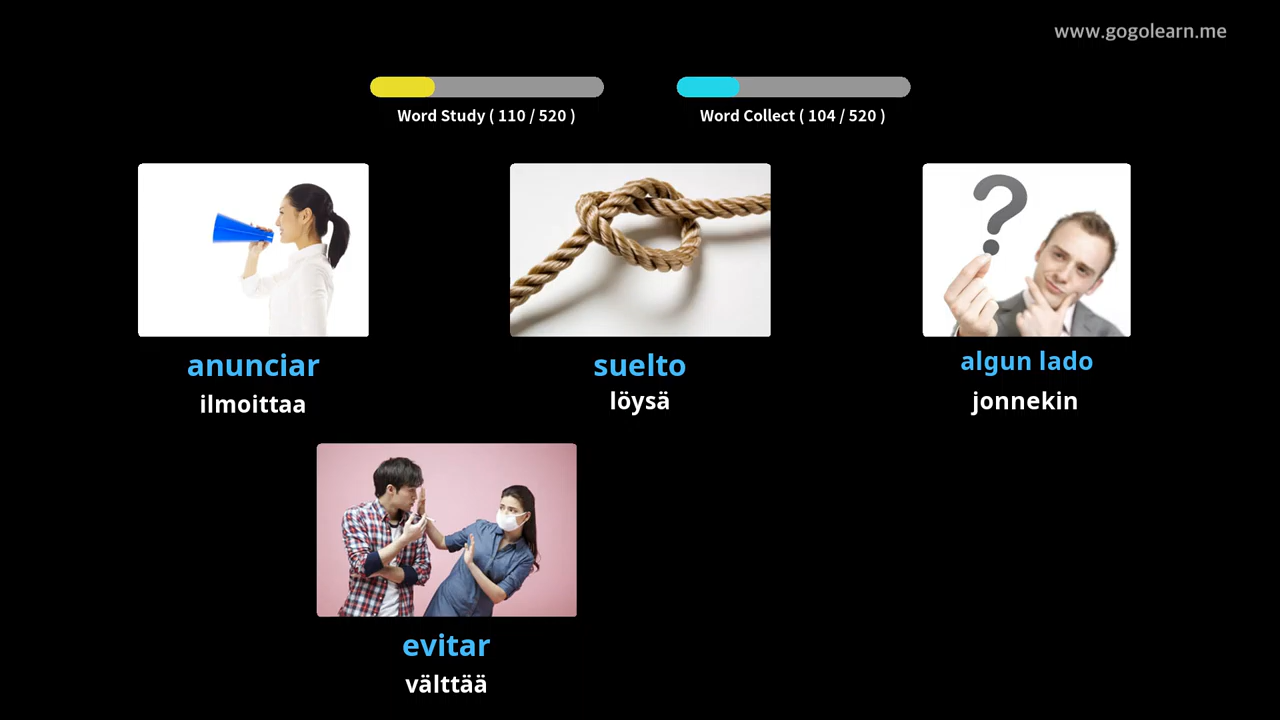 www.gogolearn.me
Word Study ( 110 / 520 )
Word Collect ( 104 / 520 )
anunciar
ilmoittaa
suelto
löysä
algun lado
jonnekin
evitar
välttää